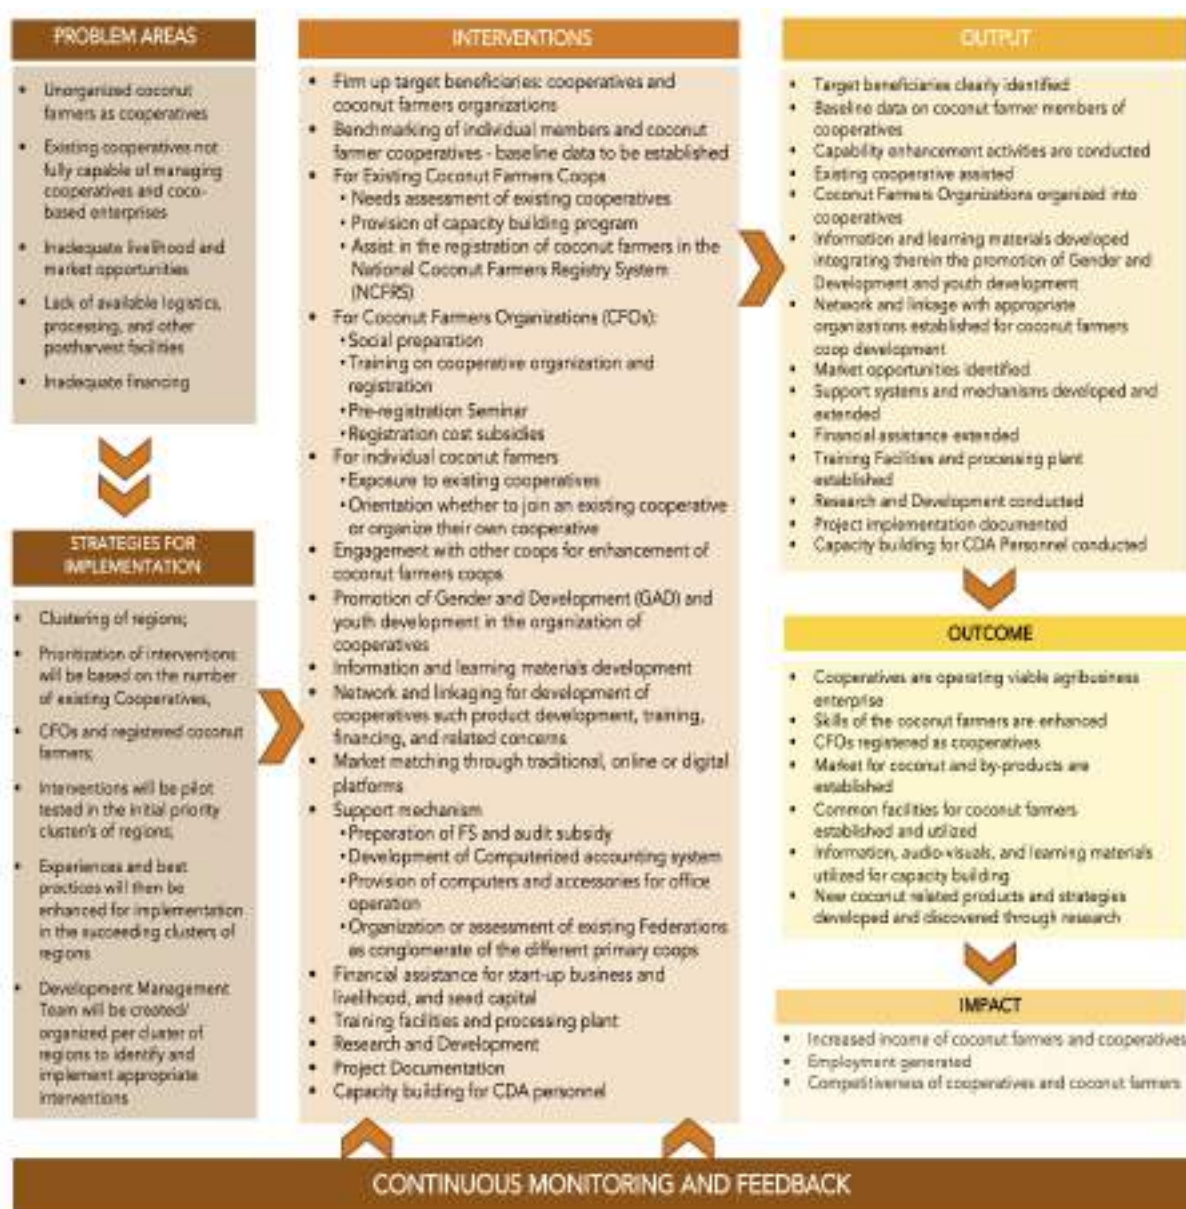 PROBLEM AREAS
• Unorganized coconut
farmers as cooperatives
• Existing cooperatives not
fully capable of managing
cooperatives and coco-
based enterprises
• Inadequate livelihood and
market opportunities
• Lack of available logistics,
processing, and other
postharvest facilities
• Inadequate financing
STRATEGIES FOR
IMPLEMENTATION
• Clustering of regions;
• Prioritization of interventions
will be based on the number
of existing Cooperatives,
• CFOs and registered coconut
farmers;
• Interventions will be pilot
tested in the initial priority
cluster's of regions;
• Experiences and best
practices will then be
enhanced for implementation
in the succeeding clusters of
regions
• Development Management
Team will be created/
organized per cluster of
regions to identify and
implement appropriate
interventions
INTERVENTIONS
• Firm up target beneficiaries: cooperatives and
coconut farmers organizations
• Benchmarking of individual members and coconut
farmer cooperatives - baseline data to be established
• For Existing Coconut Farmers Coops
• Needs assessment of existing cooperatives
• Provision of capacity building program
• Assist in the registration of coconut farmers in the
National Coconut Farmers Registry System
(NCFRS)
• For Coconut Farmers Organizations (CFOs):
• Social preparation
• Training on cooperative organization and
registration
• Pre-registration Seminar
• Registration cost subsidies
• For individual coconut farmers
• Exposure to existing cooperatives
• Orientation whether to join an existing cooperative
or organize their own cooperative
• Engagement with other coops for enhancement of
coconut farmers coops
• Promotion of Gender and Development (GAD) and
youth development in the organization of
cooperatives
• Information and learning materials development
• Network and linkaging for development of
cooperatives such product development, training,
financing, and related concerns
• Market matching through traditional, online or digital
platforms
• Support mechanism
• Preparation of FS and audit subsidy
• Development of Computerized accounting system
• Provision of computers and accessories for office
operation
• Organization or assessment of existing Federations
as conglomerate of the different primary coops
• Financial assistance for start-up business and
livelihood, and seed capital
• Training facilities and processing plant
• Research and Development
• Project Documentation
• Capacity building for CDA personnel
OUTPUT
• Target beneficiaries clearly identified
• Baseline data on coconut farmer members of
cooperatives
• Capability enhancement activities are conducted
• Existing cooperative assisted
• Coconut Farmers Organizations organized into
cooperatives
• Information and learning materials developed
integrating therein the promotion of Gender and
Development and youth development
• Network and linkage with appropriate
organizations established for coconut farmers
coop development
• Market opportunities identified
• Support systems and mechanisms developed and
extended
• Financial assistance extended
• Training Facilities and processing plant
established
• Research and Development conducted
• Project implementation documented
• Capacity building for CDA Personnel conducted
OUTCOME
• Cooperatives are operating viable agribusiness
enterprise
• Skills of the coconut farmers are enhanced
• CFOs registered as cooperatives
• Market for coconut and by-products are
established
• Common facilities for coconut farmers
established and utilized
• Information, audio-visuals, and learning materials
utilized for capacity building
• New coconut related products and strategies
developed and discovered through research
IMPACT
• Increased income of coconut farmers and cooperatives
• Employment generated
• Competitiveness of cooperatives and coconut farmers
CONTINUOUS MONITORING AND FEEDBACK